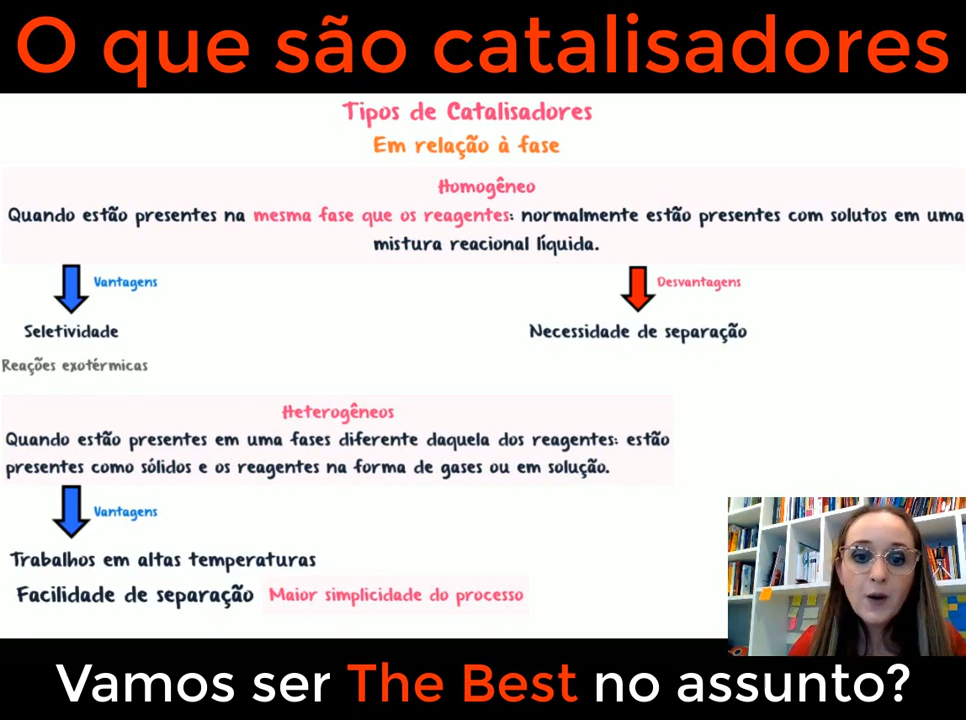 O que são catalisadores
Tipos de Catalisadores
Em relação à fase
Homogêneo
Quando estão presentes na mesma fase que os reagentes: normalmente estão presentes com solutos em uma
mistura reacional líquida.
Vantagens
Desvantagens
Seletividade
Necessidade de separação
Reações exotérmicas
Heterogêneos
Quando estão presentes em uma fases diferente daquela dos reagentes: estão
presentes como sólidos e os reagentes na forma de gases ou em solução.
Vantagens
Trabalhos em altas temperaturas
Facilidade de separação Maior simplicidade do processo
Vamos ser The Best no assunto?